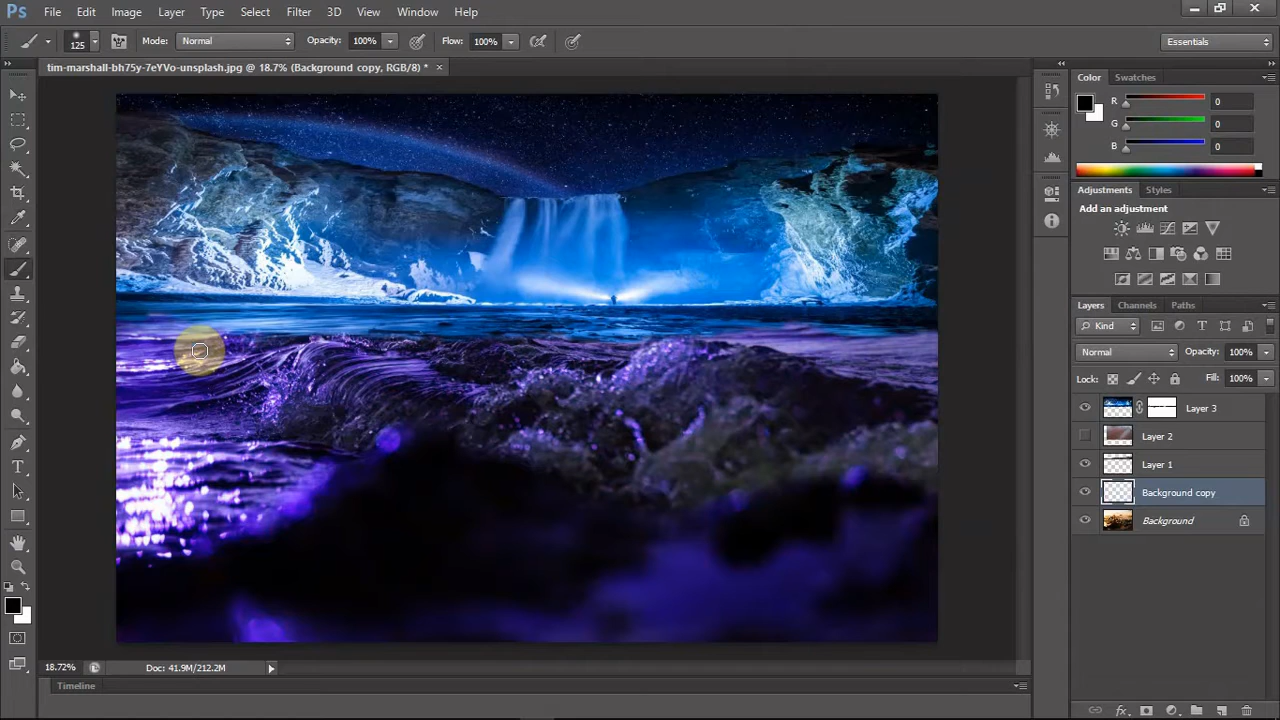 Ps File Edit Image Layer Type Select Filter 3D View Window Help
125 Mode: Normal Opacity: 100% Flow: 100% Essentials
tim-marshall-bh75y-7eYVo-unsplash.jpg @ 18.7% (Background copy, RGB/8) * ×
Color Swatches
R 0
G 0
B 0
Adjustments Styles
Add an adjustment
Layers Channels Paths
Kind
Normal Opacity: 100%
Lock: Fill: 100%
Layer 3
Layer 2
Layer 1
Background copy
Background
18.72% Doc: 41.9M/212.2M
Timeline